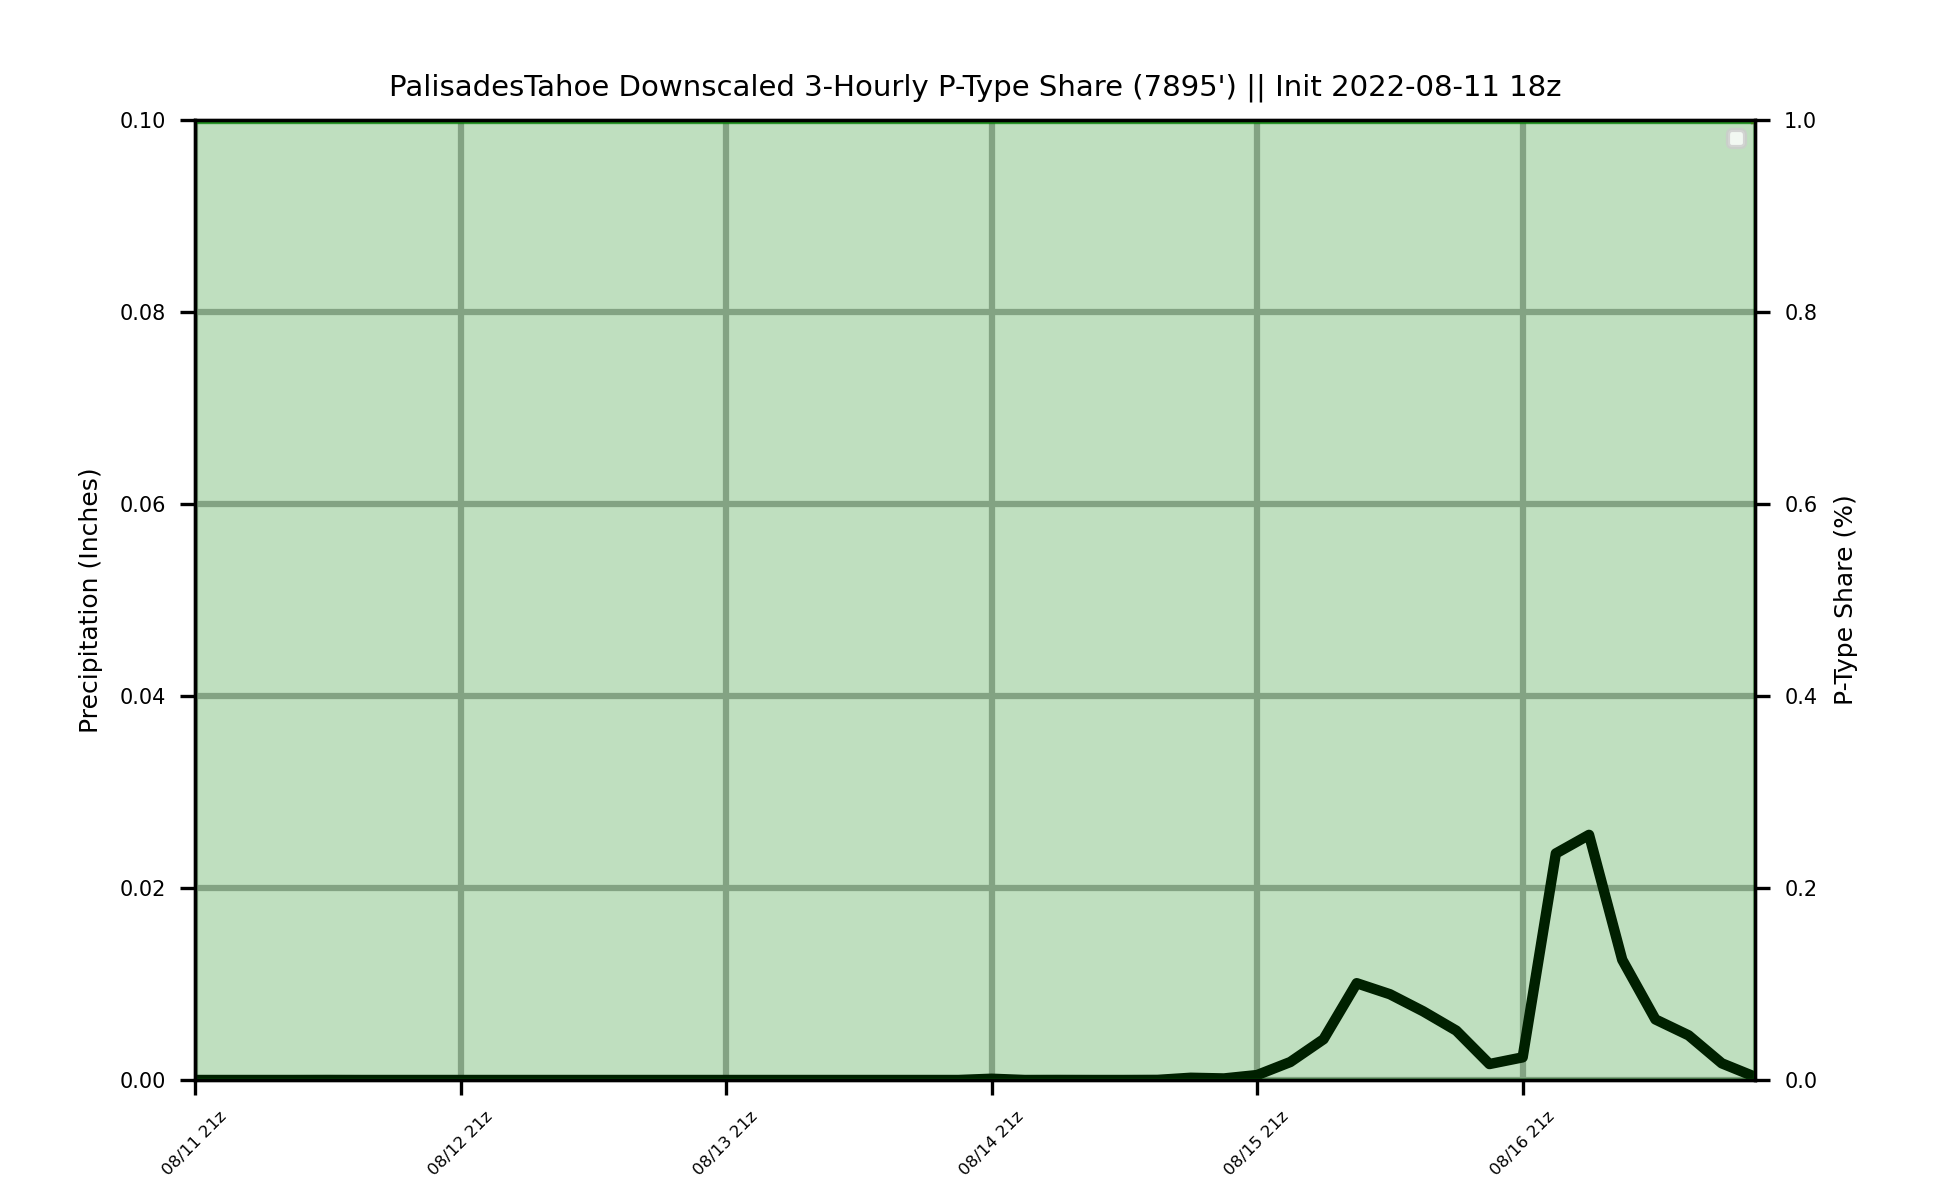 PalisadesTahoe Downscaled 3-Hourly P-Type Share (7895') || Init 2022-08-11 18z
0.10
0.08
0.06
0.04
0.02
0.00
Precipitation (Inches)
1.0
0.8
0.6
0.4
0.2
0.0
P-Type Share (%)
08/11 21z
08/12 21z
08/13 21z
08/14 21z
08/15 21z
08/16 21z